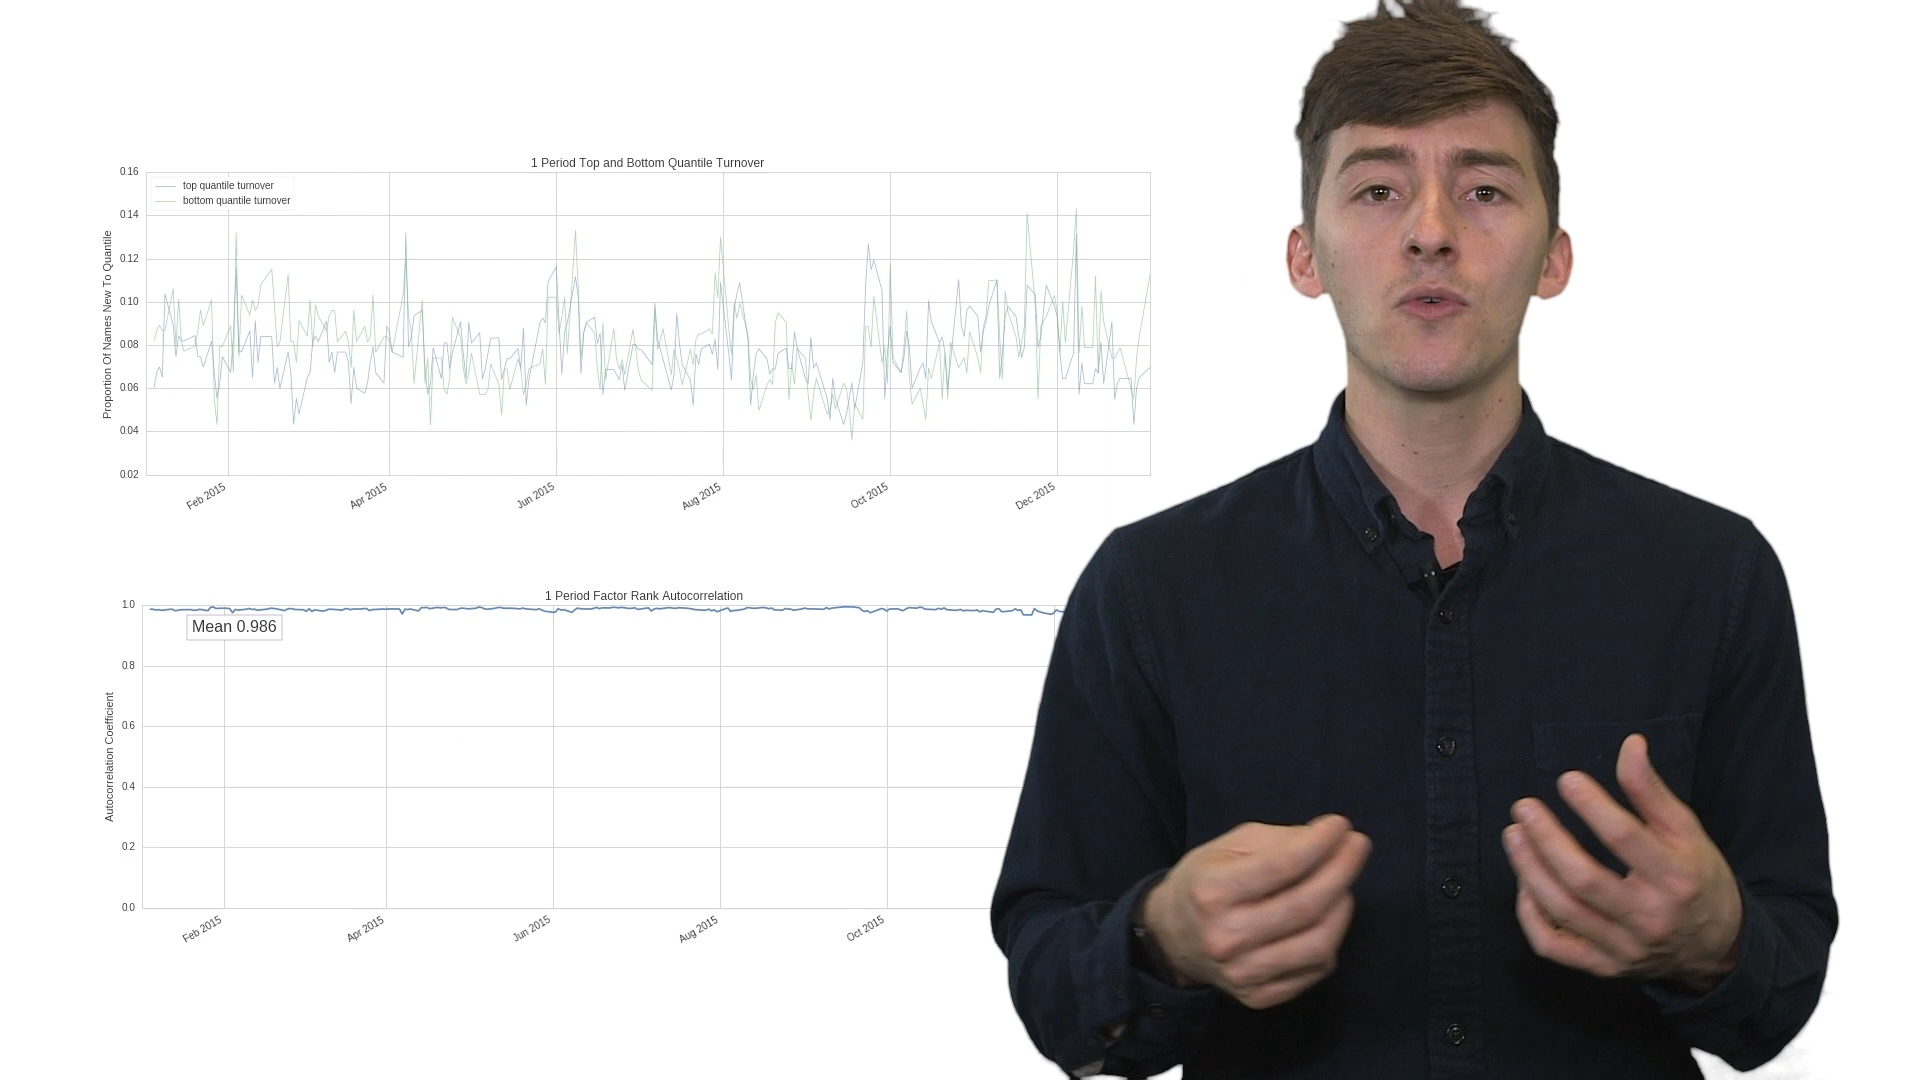 1 Period Top and Bottom Quantile Turnover
0.16
top quantile turnover
bottom quantile turnover
0.14
0.12
0.10
0.08
0.06
0.04
0.02
Proportion Of Names New To Quantile
Feb 2015
Apr 2015
Jun 2015
Aug 2015
Oct 2015
Dec 2015
1 Period Factor Rank Autocorrelation
1.0
Mean 0.986
0.8
0.6
0.4
0.2
0.0
Autocorrelation Coefficient
Feb 2015
Apr 2015
Jun 2015
Aug 2015
Oct 2015